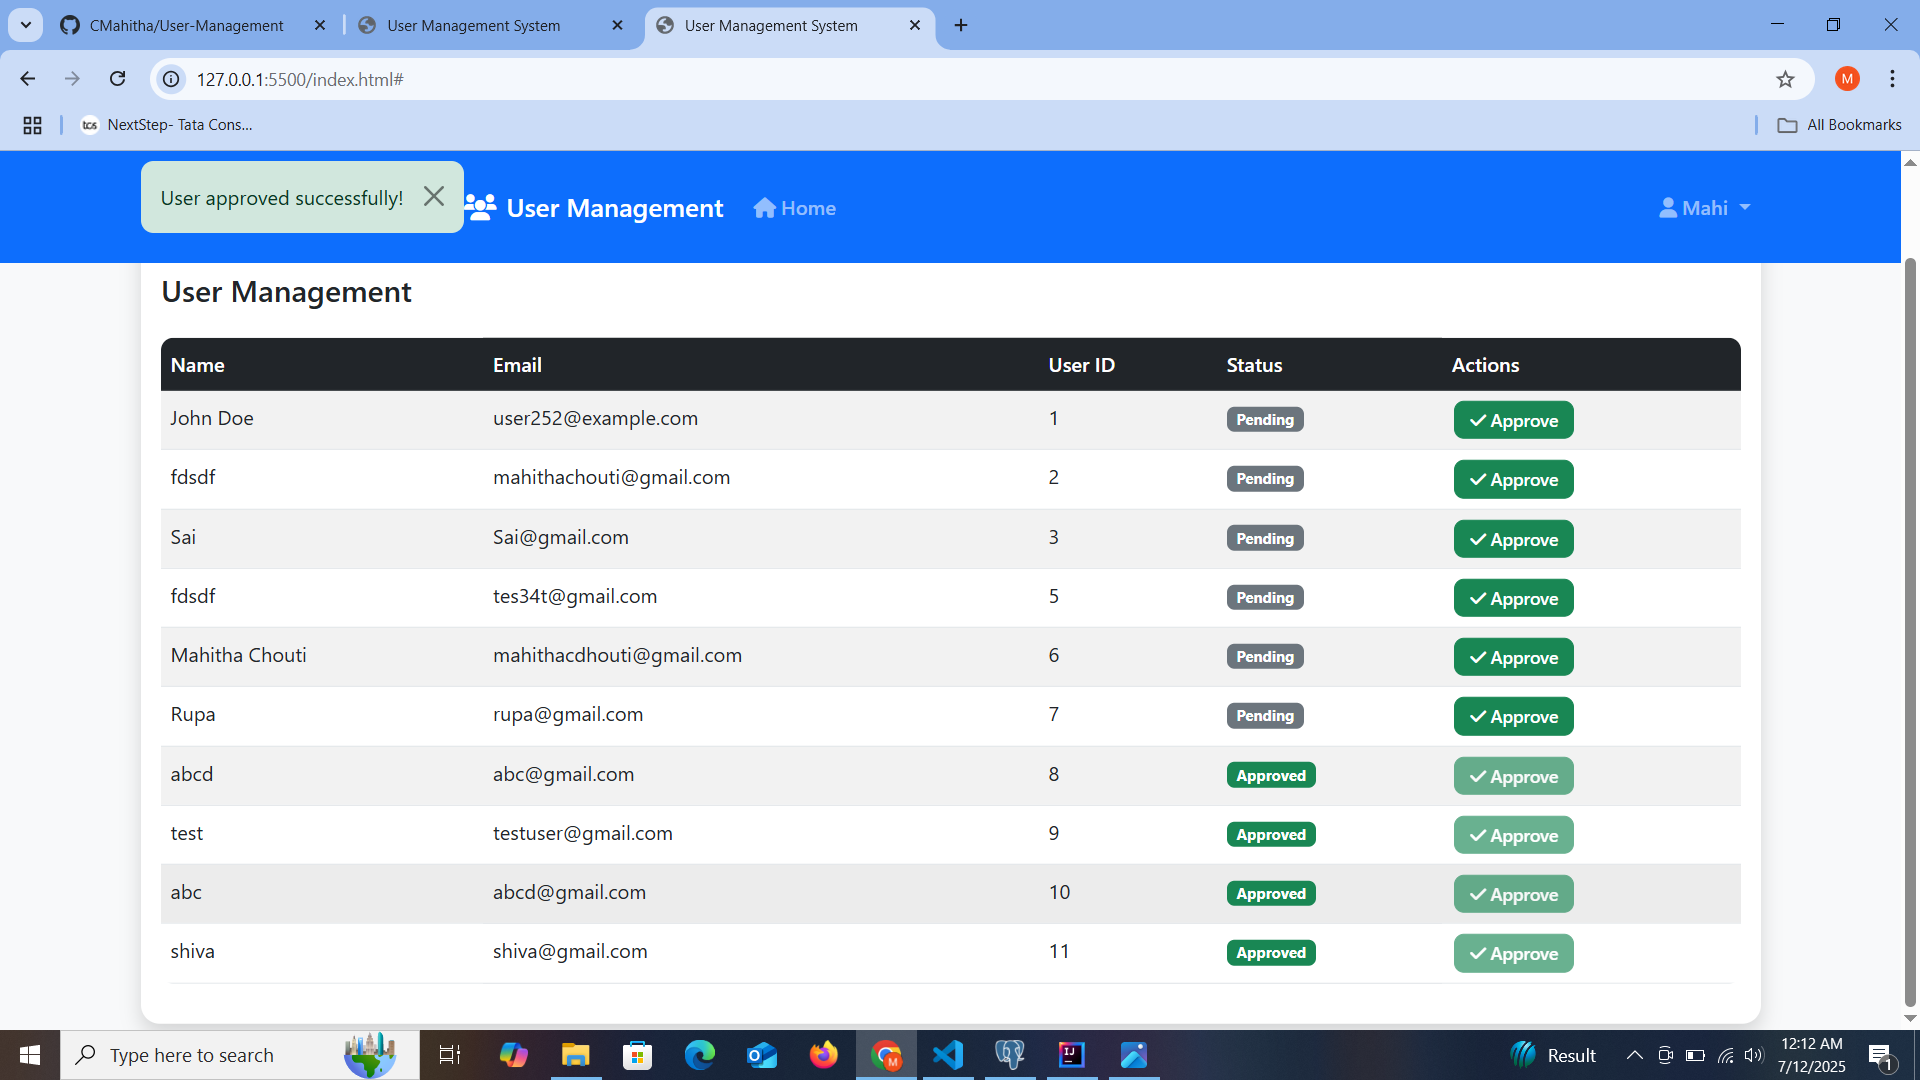 CMahitha/User-Management
User Management System
User Management System
127.0.0.1:5500/index.html#
M
tcs NextStep- Tata Cons...
All Bookmarks
User approved successfully!
User Management
Home
Mahi
User Management
Name Email User ID Status Actions
John Doe user252@example.com 1 Pending Approve
fdsdf mahithachouti@gmail.com 2 Pending Approve
Sai Sai@gmail.com 3 Pending Approve
fdsdf tes34t@gmail.com 5 Pending Approve
Mahitha Chouti mahithacdhouti@gmail.com 6 Pending Approve
Rupa rupa@gmail.com 7 Pending Approve
abcd abc@gmail.com 8 Approved Approve
test testuser@gmail.com 9 Approved Approve
abc abcd@gmail.com 10 Approved Approve
shiva shiva@gmail.com 11 Approved Approve
Type here to search
M
IJ
Result
12:12 AM
7/12/2025
1